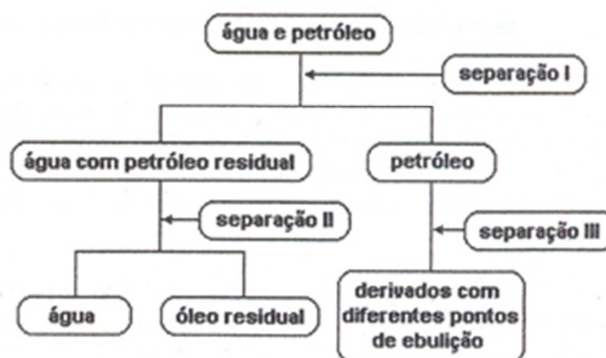 água e petróleo
separação I
água com petróleo residual
petróleo
separação II
separação III
água
óleo residual
derivados com
diferentes pontos
de ebulição